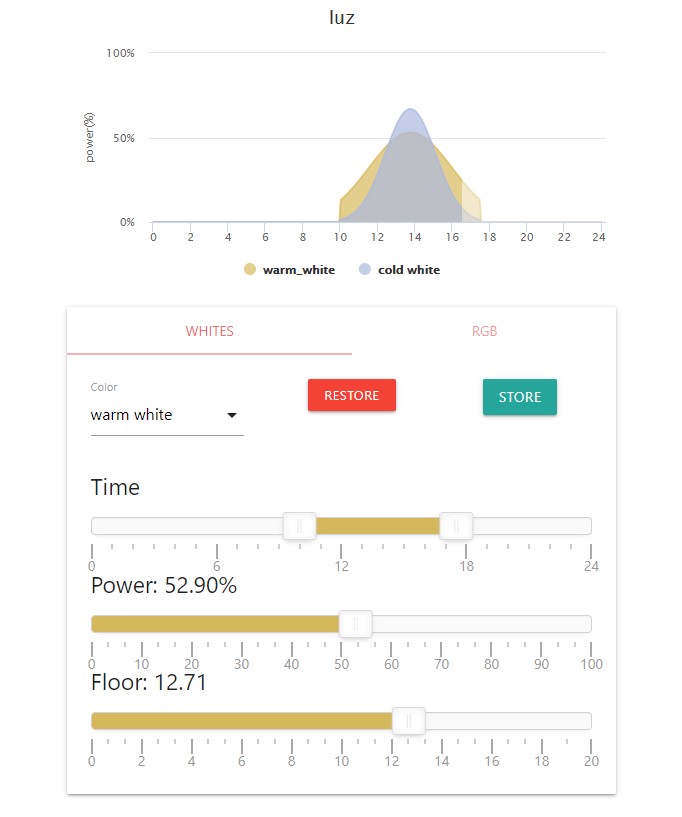 luz
100%
power(%)
50%
0%
0 2 4 6 8 10 12 14 16 18 20 22 24
warm_white cold white
WHITES RGB
Color
warm white
RESTORE
STORE
Time
0 6 12 18 24
Power: 52.90%
0 10 20 30 40 50 60 70 80 90 100
Floor: 12.71
0 2 4 6 8 10 12 14 16 18 20